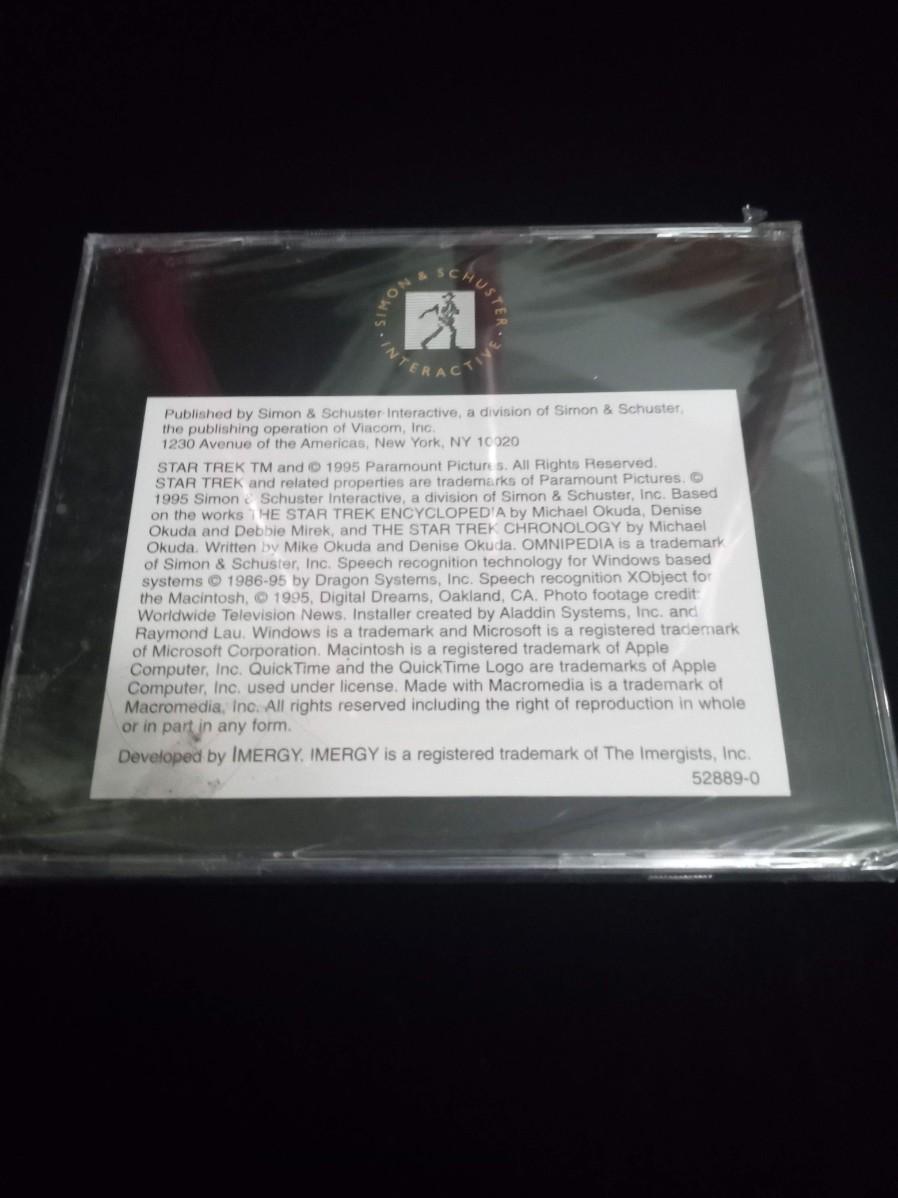 SIMON & SCHUSTER
· INTERACTIVE ·
Published by Simon & Schuster Interactive, a division of Simon & Schuster,
the publishing operation of Viacom, Inc.
1230 Avenue of the Americas, New York, NY 10020
STAR TREK TM and © 1995 Paramount Pictures. All Rights Reserved.
STAR TREK and related properties are trademarks of Paramount Pictures. ©
1995 Simon & Schuster Interactive, a division of Simon & Schuster, Inc. Based
on the works THE STAR TREK ENCYCLOPEDIA by Michael Okuda, Denise
Okuda and Debbie Mirek, and THE STAR TREK CHRONOLOGY by Michael
Okuda. Written by Mike Okuda and Denise Okuda. OMNIPEDIA is a trademark
of Simon & Schuster, Inc. Speech recognition technology for Windows based
systems © 1986-95 by Dragon Systems, Inc. Speech recognition XObject for
the Macintosh, © 1995, Digital Dreams, Oakland, CA. Photo footage credit:
Worldwide Television News. Installer created by Aladdin Systems, Inc. and
Raymond Lau. Windows is a trademark and Microsoft is a registered trademark
of Microsoft Corporation. Macintosh is a registered trademark of Apple
Computer, Inc. QuickTime and the QuickTime Logo are trademarks of Apple
Computer, Inc. used under license. Made with Macromedia is a trademark of
Macromedia, Inc. All rights reserved including the right of reproduction in whole
or in part in any form.
Developed by IMERGY. IMERGY is a registered trademark of The Imergists, Inc.
52889-0